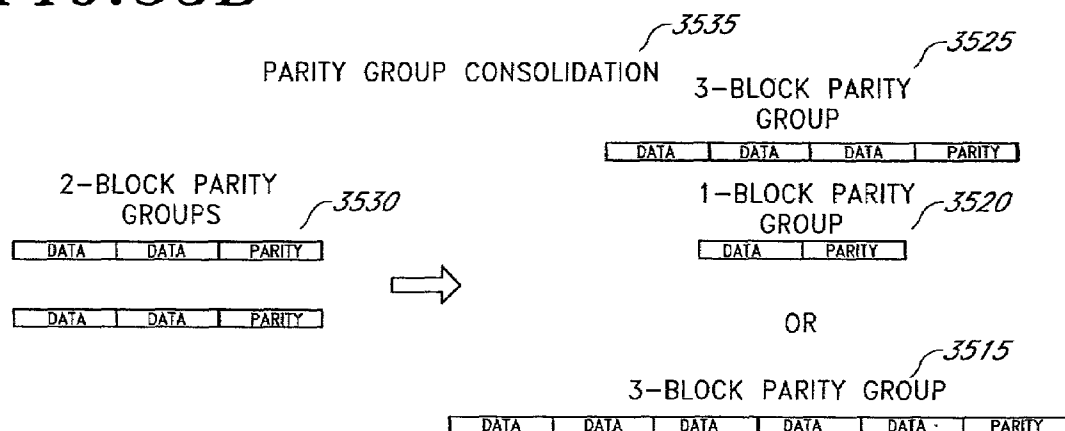 3535
PARITY GROUP CONSOLIDATION
3525
3-BLOCK PARITY
GROUP
DATA DATA DATA PARITY
2-BLOCK PARITY
GROUPS
3530
DATA DATA PARITY
1-BLOCK PARITY
GROUP
3520
DATA PARITY
DATA DATA PARITY
OR
3515
3-BLOCK PARITY GROUP
DATA DATA DATA DATA DATA PARITY